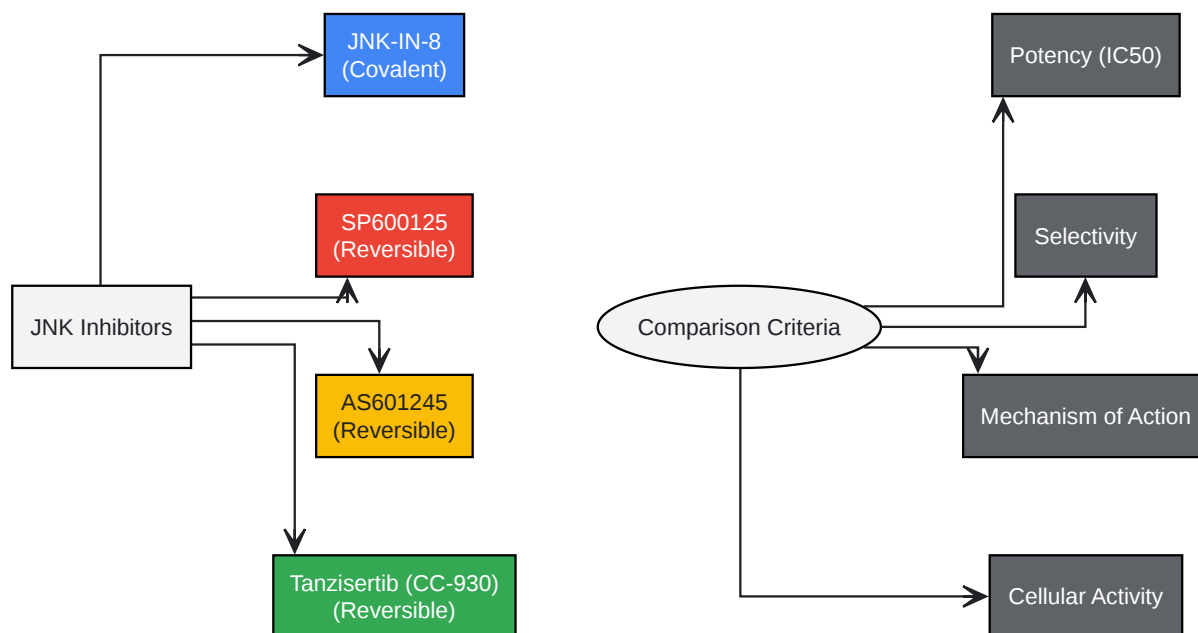 JNK-IN-8
(Covalent)
SP600125
(Reversible)
JNK Inhibitors
AS601245
(Reversible)
Tanzisertib (CC-930)
(Reversible)
Potency (IC50)
Selectivity
Comparison Criteria
Mechanism of Action
Cellular Activity